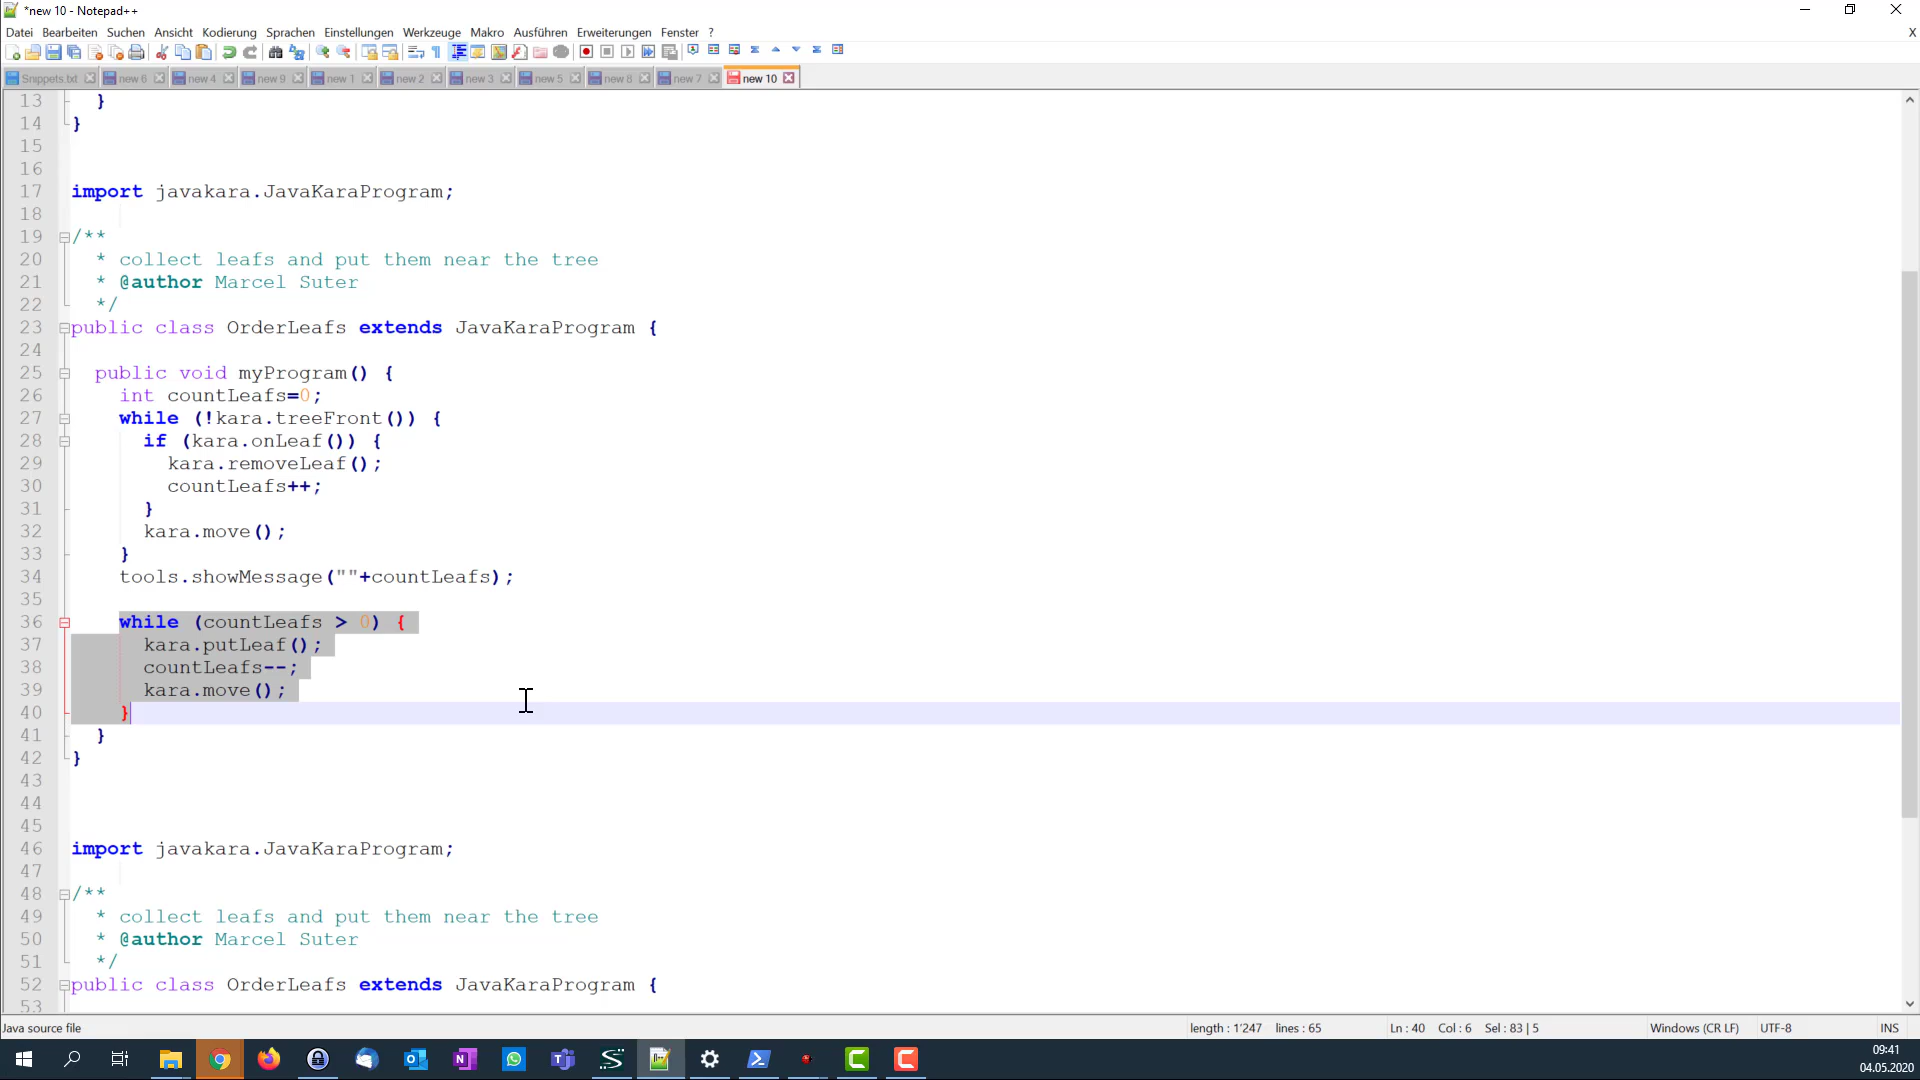 *new 10 - Notepad++
Datei Bearbeiten Suchen Ansicht Kodierung Sprachen Einstellungen Werkzeuge Makro Ausführen Erweiterungen Fenster ? X
Snippets.txt new 6 new 4 new 9 new 1 new 2 new 3 new 5 new 8 new 7 new 10
13 }
14 }
15
16
17 import javakara.JavaKaraProgram;
18
19 /**
20 * collect leafs and put them near the tree
21 * @author Marcel Suter
22 */
23 public class OrderLeafs extends JavaKaraProgram {
24
25 public void myProgram() {
26 int countLeafs=0;
27 while (!kara.treeFront()) {
28 if (kara.onLeaf()) {
29 kara.removeLeaf();
30 countLeafs++;
31 }
32 kara.move();
33 }
34 tools.showMessage(""+countLeafs);
35
36 while (countLeafs > 0) {
37 kara.putLeaf();
38 countLeafs--;
39 kara.move();
40 }
41 }
42 }
43
44
45
46 import javakara.JavaKaraProgram;
47
48 /**
49 * collect leafs and put them near the tree
50 * @author Marcel Suter
51 */
52 public class OrderLeafs extends JavaKaraProgram {
53
Java source file length : 1'247 lines : 65 Ln : 40 Col : 6 Sel : 83 | 5 Windows (CR LF) UTF-8 INS
09:41
04.05.2020